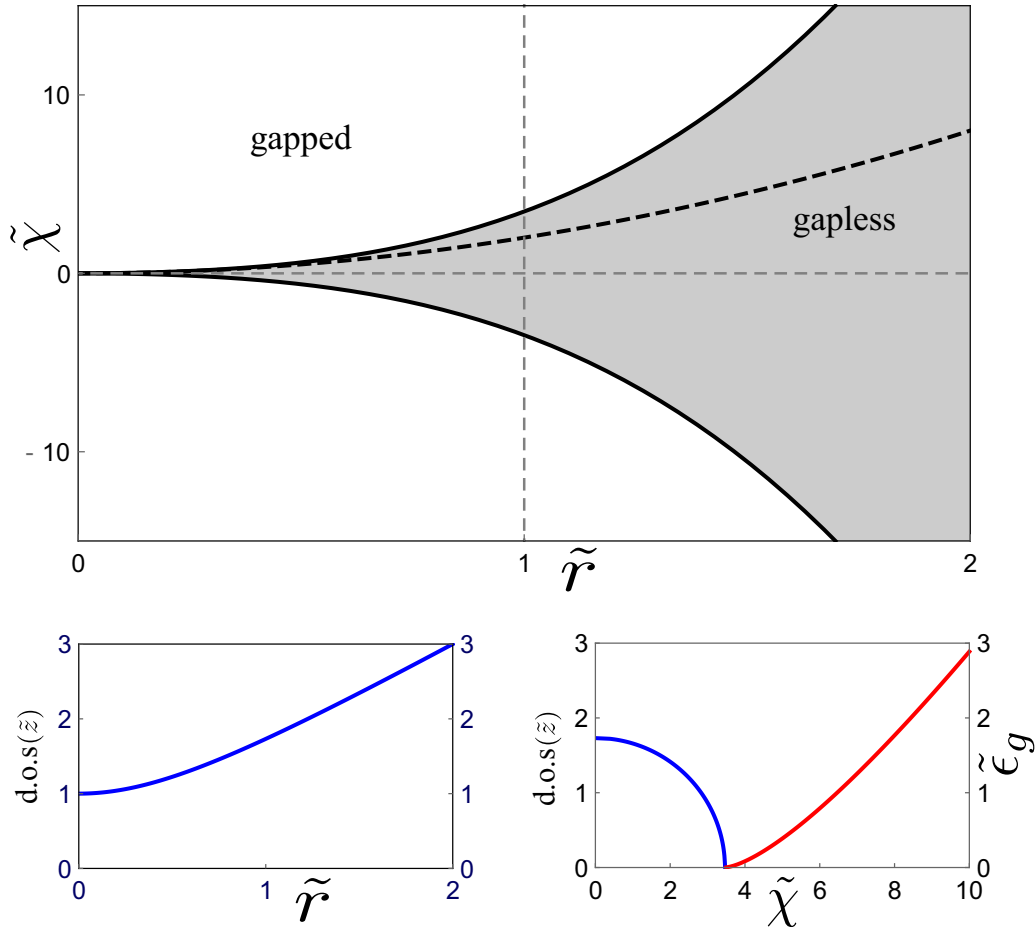 10
gapped
χ̃
gapless
0
- 10
0 1 2
r̃
3 3
2 2
d.o.s(z̃)
1 1
0 0
0 1 2
r̃
3 3
2 2
d.o.s(z̃)
ϵ̃g
1 1
0 0
0 2 4 6 8 10
χ̃